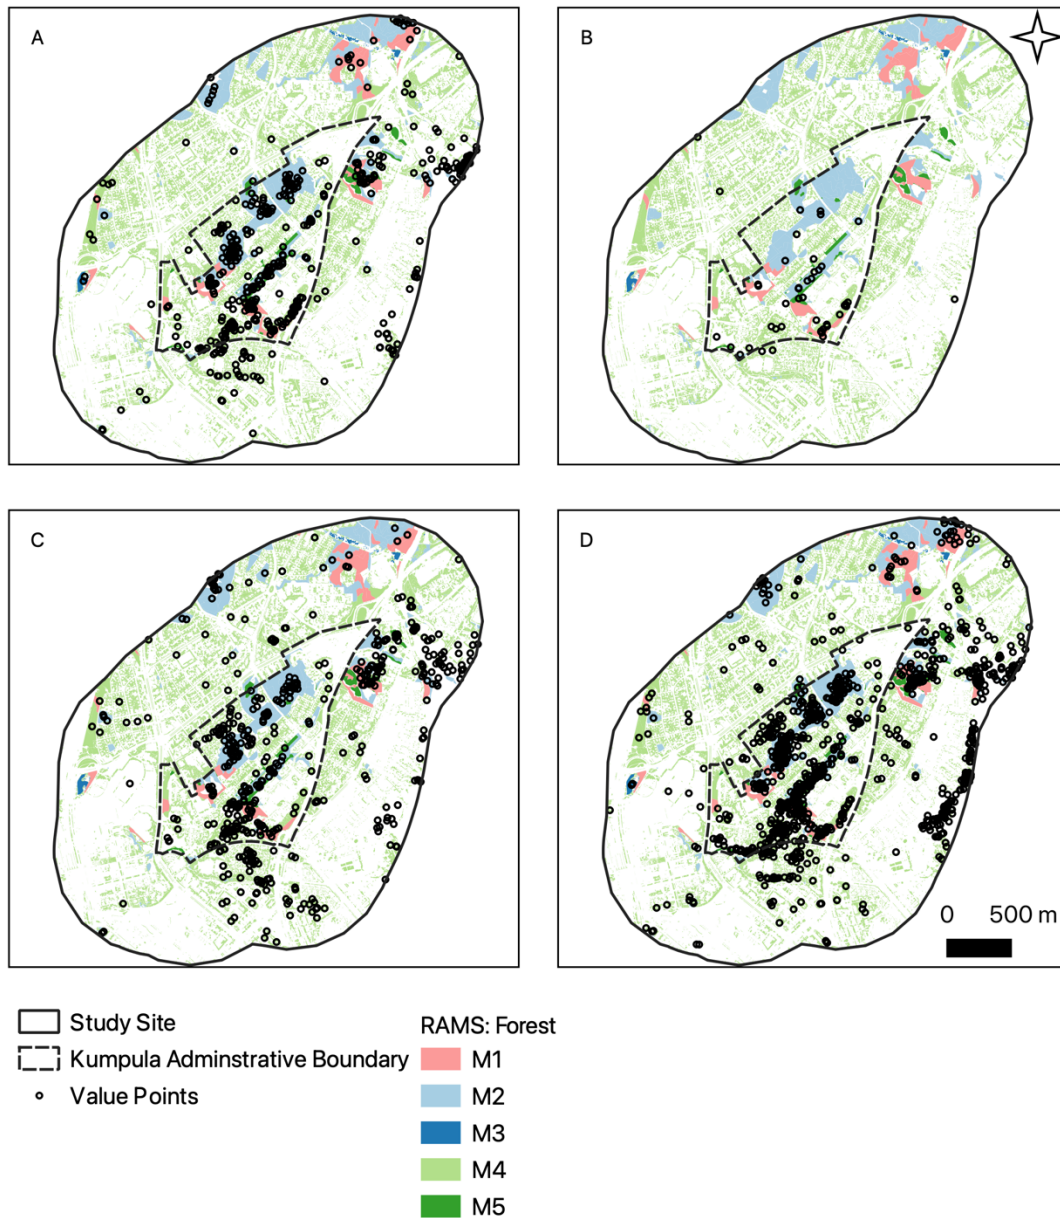 A
B
C
D
0 500 m
Study Site
Kumpula Adminstrative Boundary
Value Points
RAMS: Forest
M1
M2
M3
M4
M5